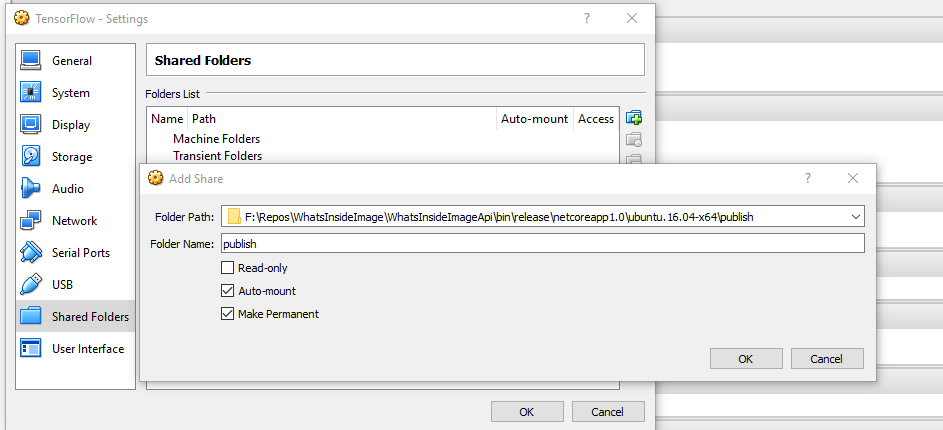 TensorFlow - Settings
General
System
Display
Storage
Audio
Network
Serial Ports
USB
Shared Folders
User Interface
Shared Folders
Folders List
Name Path Auto-mount Access
Machine Folders
Transient Folders
Add Share
Folder Path: F:\Repos\WhatsInsideImage\WhatsInsideImageApi\bin\release\netcoreapp1.0\ubuntu.16.04-x64\publish
Folder Name: publish
Read-only
Auto-mount
Make Permanent
OK Cancel
OK Cancel